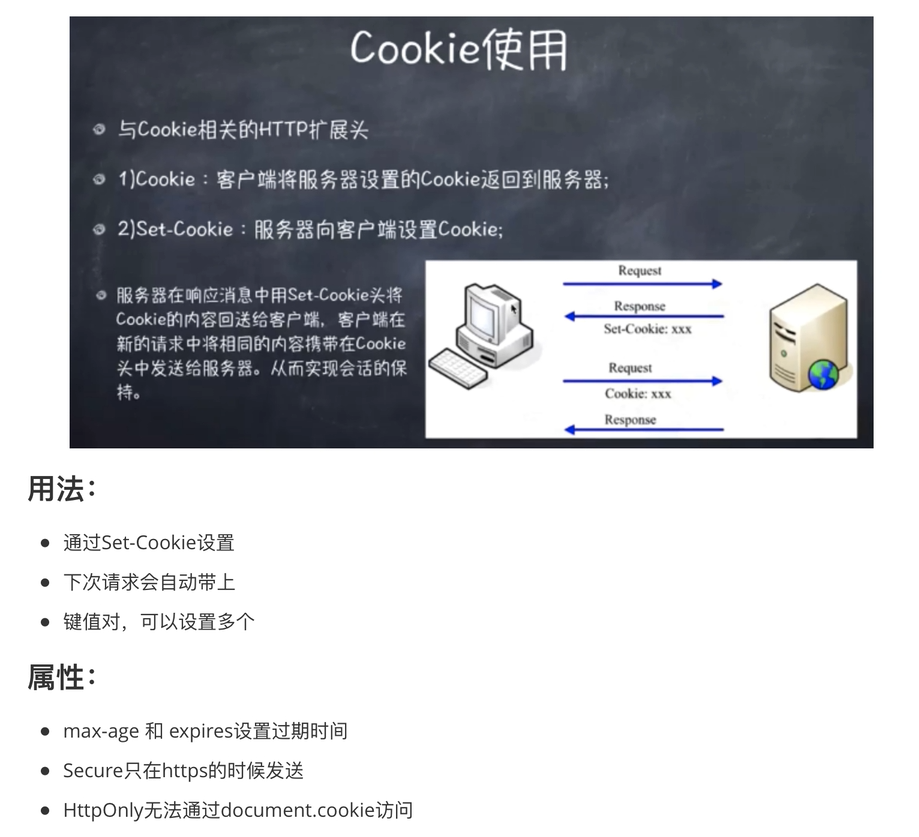 Cookie使用
与Cookie相关的HTTP扩展头
1)Cookie：客户端将服务器设置的Cookie返回到服务器;
2)Set-Cookie：服务器向客户端设置Cookie;
服务器在响应消息中用Set-Cookie头将
Cookie的内容回送给客户端，客户端在
新的请求中将相同的内容携带在Cookie
头中发送给服务器。从而实现会话的保
持。
Request
Response
Set-Cookie: xxx
Request
Cookie: xxx
Response
用法：
通过Set-Cookie设置
下次请求会自动带上
键值对，可以设置多个
属性：
max-age 和 expires设置过期时间
Secure只在https的时候发送
HttpOnly无法通过document.cookie访问